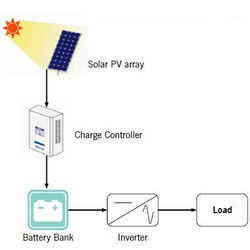 Solar PV array
Charge Controller
Load
Battery Bank
Inverter